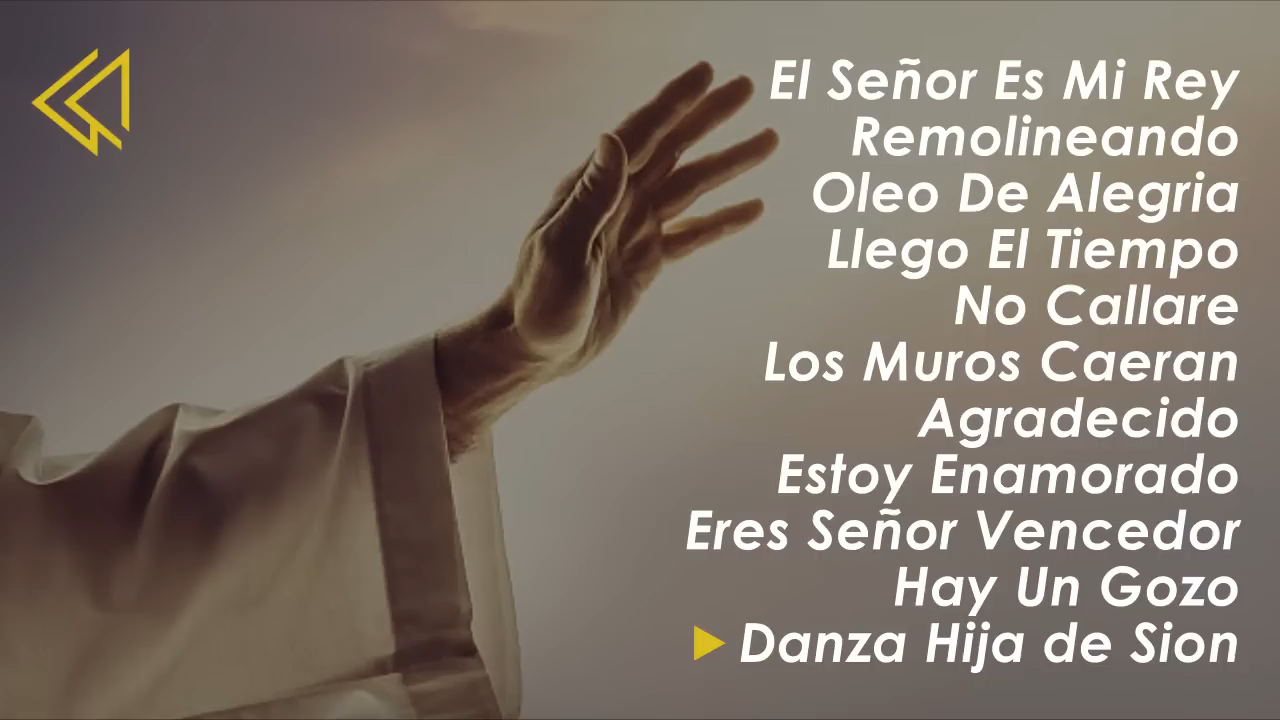 El Señor Es Mi Rey
Remolineando
Oleo De Alegria
Llego El Tiempo
No Callare
Los Muros Caeran
Agradecido
Estoy Enamorado
Eres Señor Vencedor
Hay Un Gozo
Danza Hija de Sion